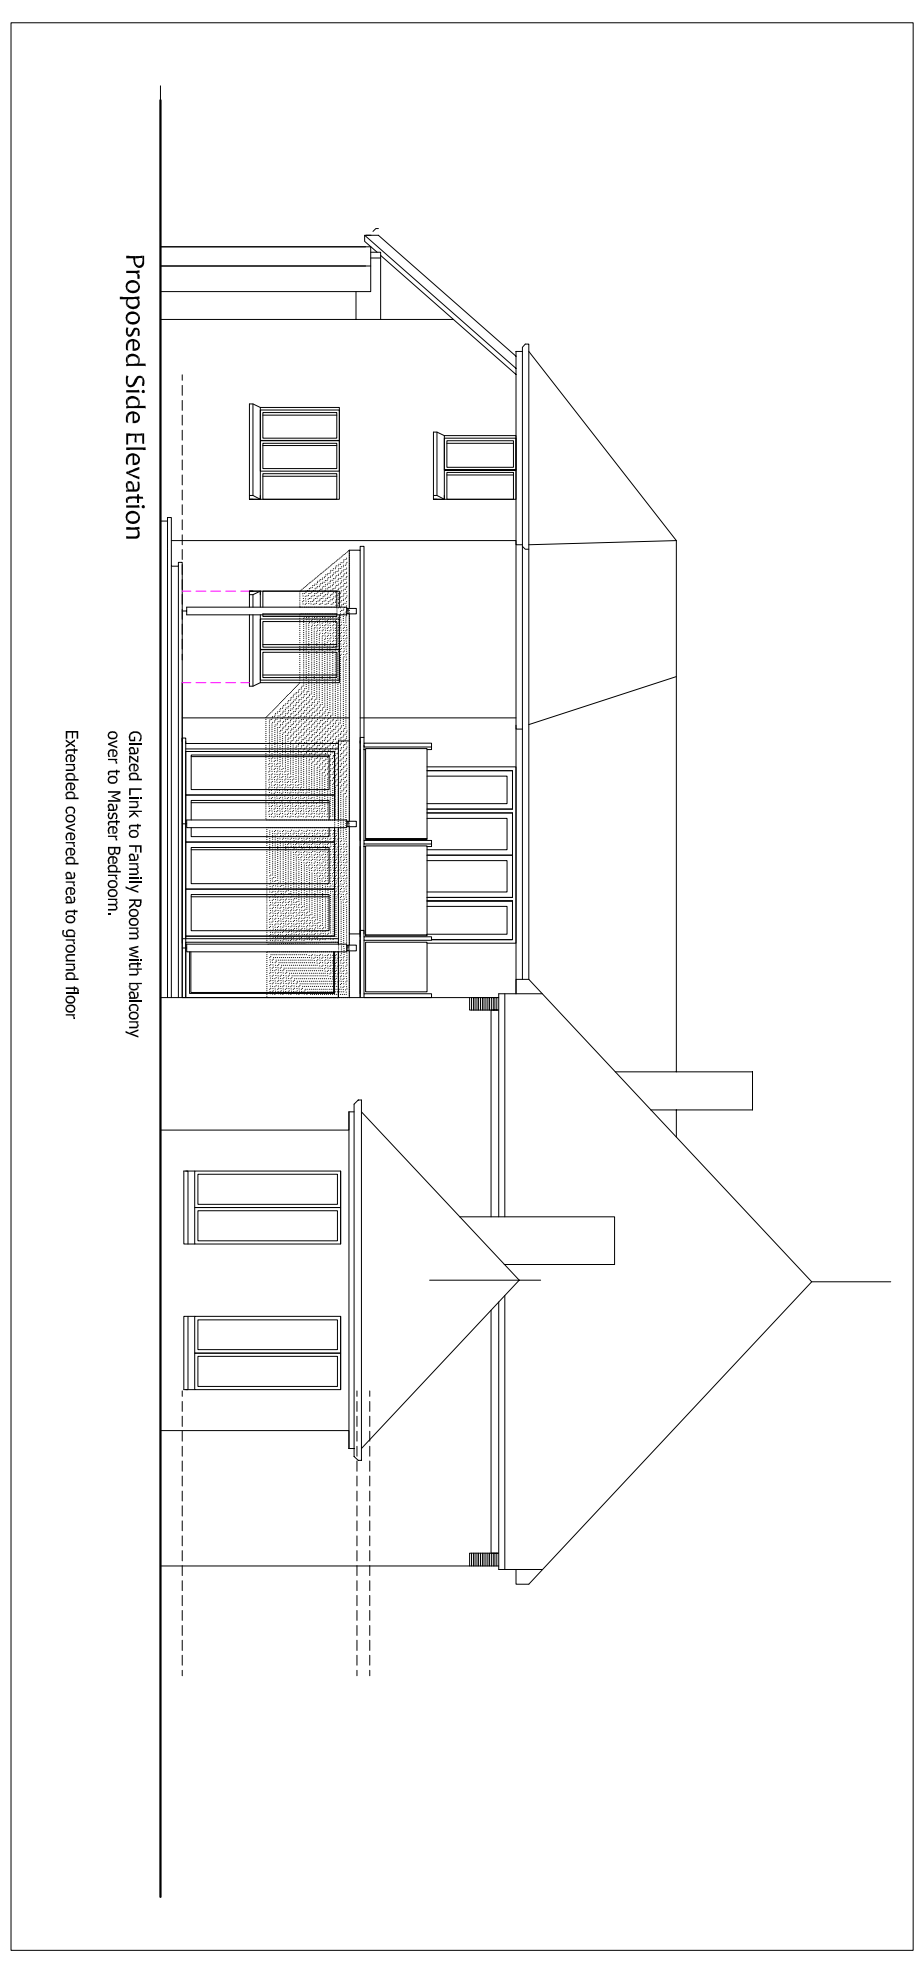 Proposed Side Elevation
Glazed Link to Family Room with balcony
over to Master Bedroom.
Extended covered area to ground floor